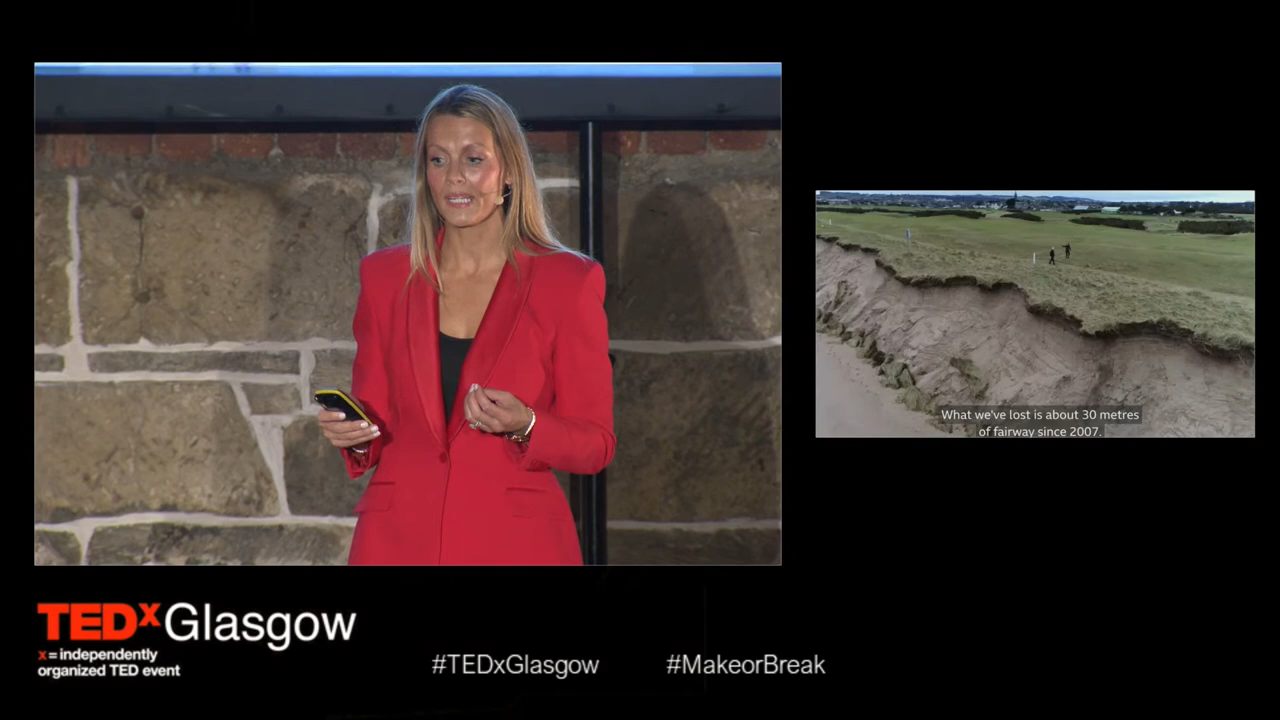 What we've lost is about 30 metres
of fairway since 2007.
TEDxGlasgow
x = independently
organized TED event
#TEDxGlasgow #MakeorBreak